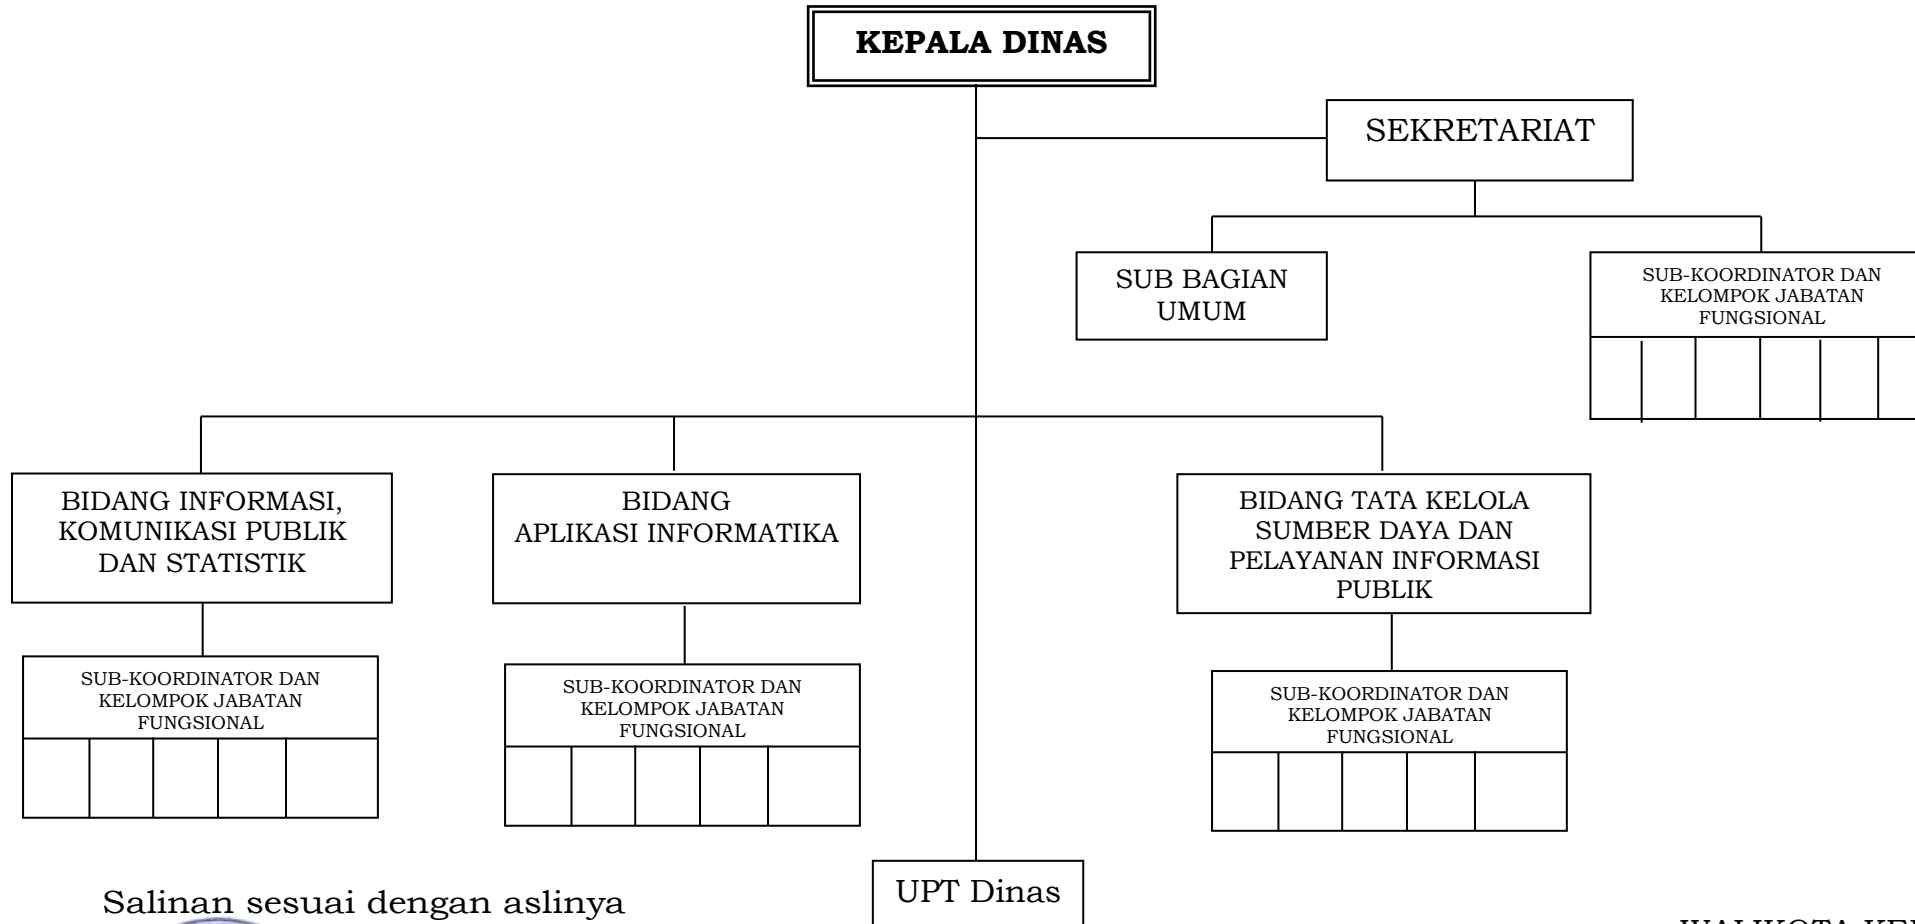 KEPALA DINAS
SEKRETARIAT
SUB BAGIAN
UMUM
SUB-KOORDINATOR DAN
KELOMPOK JABATAN
FUNGSIONAL
BIDANG INFORMASI,
KOMUNIKASI PUBLIK
DAN STATISTIK
BIDANG
APLIKASI INFORMATIKA
BIDANG TATA KELOLA
SUMBER DAYA DAN
PELAYANAN INFORMASI
PUBLIK
SUB-KOORDINATOR DAN
KELOMPOK JABATAN
FUNGSIONAL
SUB-KOORDINATOR DAN
KELOMPOK JABATAN
FUNGSIONAL
SUB-KOORDINATOR DAN
KELOMPOK JABATAN
FUNGSIONAL
UPT Dinas
Salinan sesuai dengan aslinya
WALIKOTA